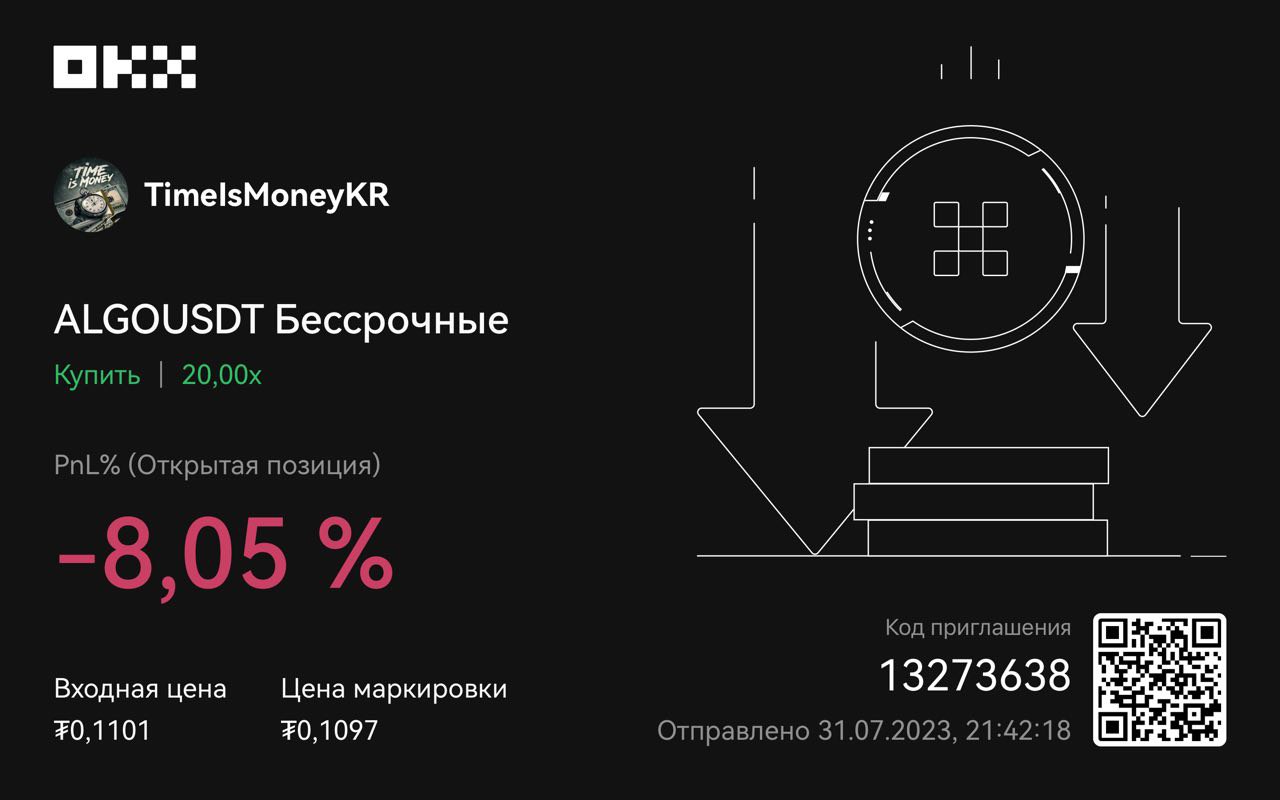 OKX
TIME
IS MONEY
TimeIsMoneyKR
ALGOUSDT Бессрочные
Купить | 20,00x
PnL% (Открытая позиция)
-8,05 %
Входная цена Цена маркировки
₮0,1101 ₮0,1097
Код приглашения
13273638
Отправлено 31.07.2023, 21:42:18